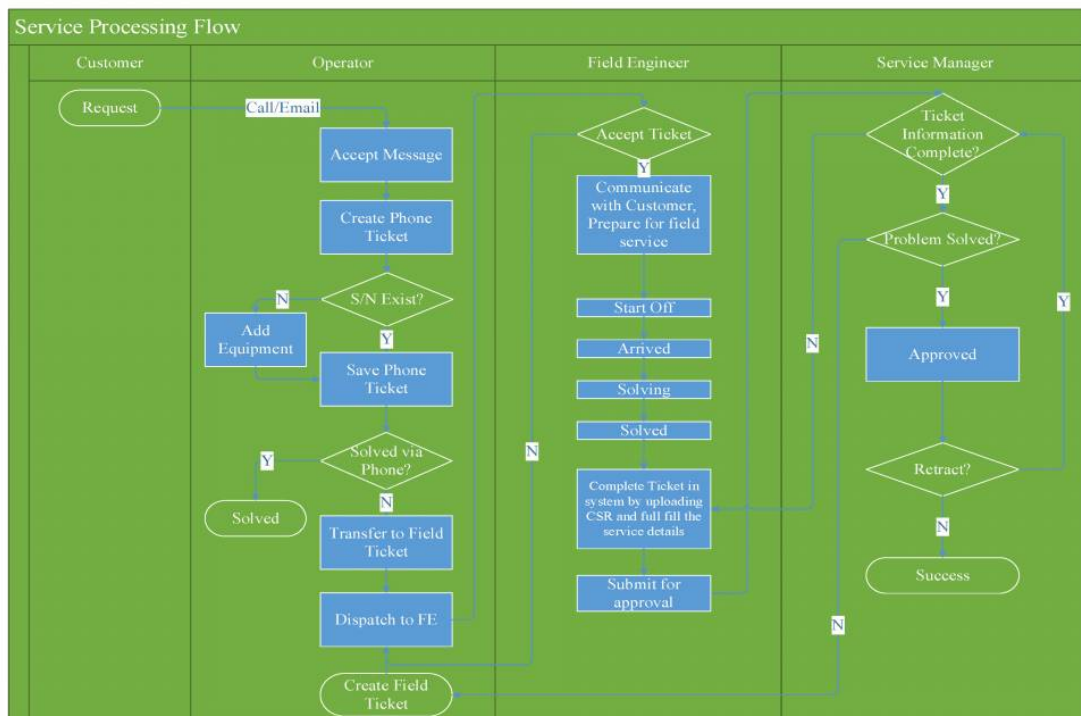 Service Processing Flow
Customer
Operator
Field Engineer
Service Manager
Request
Call/Email
Accept Message
Create Phone
Ticket
S/N Exist?
N
Add
Equipment
Y
Save Phone
Ticket
Solved via
Phone?
Y
Solved
N
Transfer to Field
Ticket
Dispatch to FE
Create Field
Ticket
Accept Ticket
Y
N
Communicate
with Customer,
Prepare for field
service
Start Off
Arrived
Solving
Solved
Complete Ticket in
system by uploading
CSR and full fill the
service details
Submit for
approval
Ticket
Information
Complete?
Y
N
Problem Solved?
Y
N
Approved
Retract?
Y
N
Success